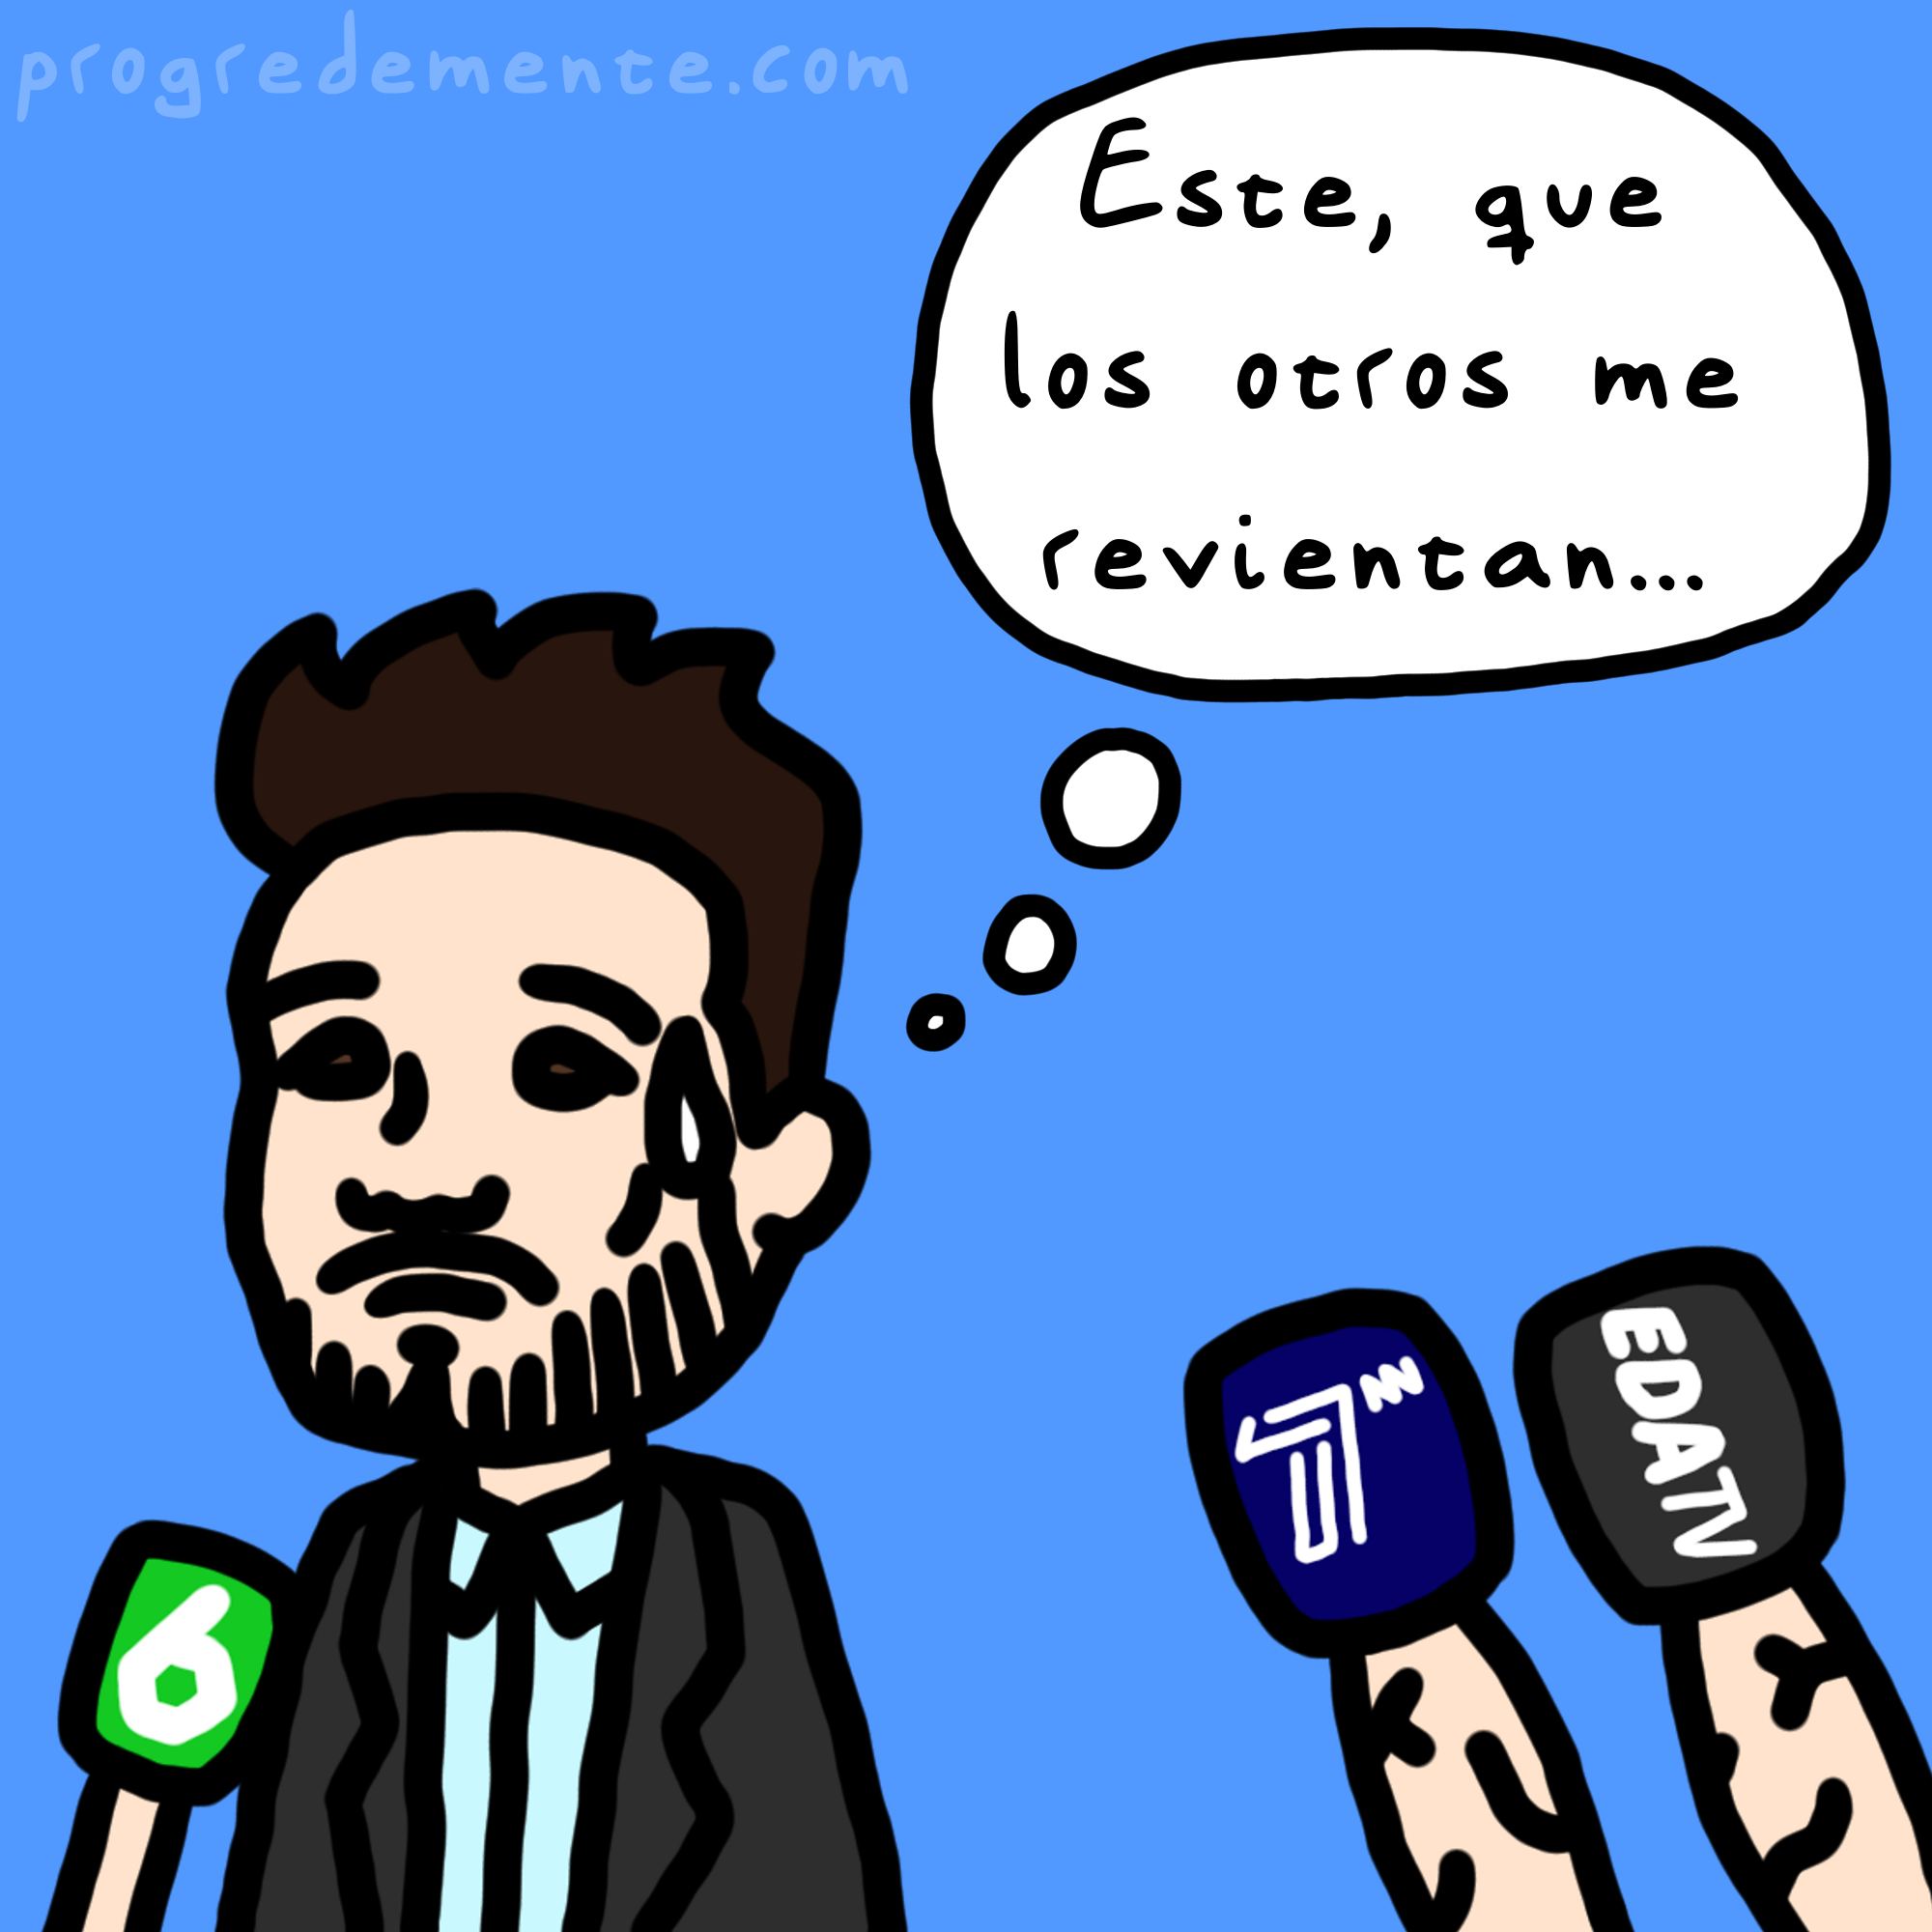 progredemente.com
Este, que
los otros me
revientan...
6
EDATV